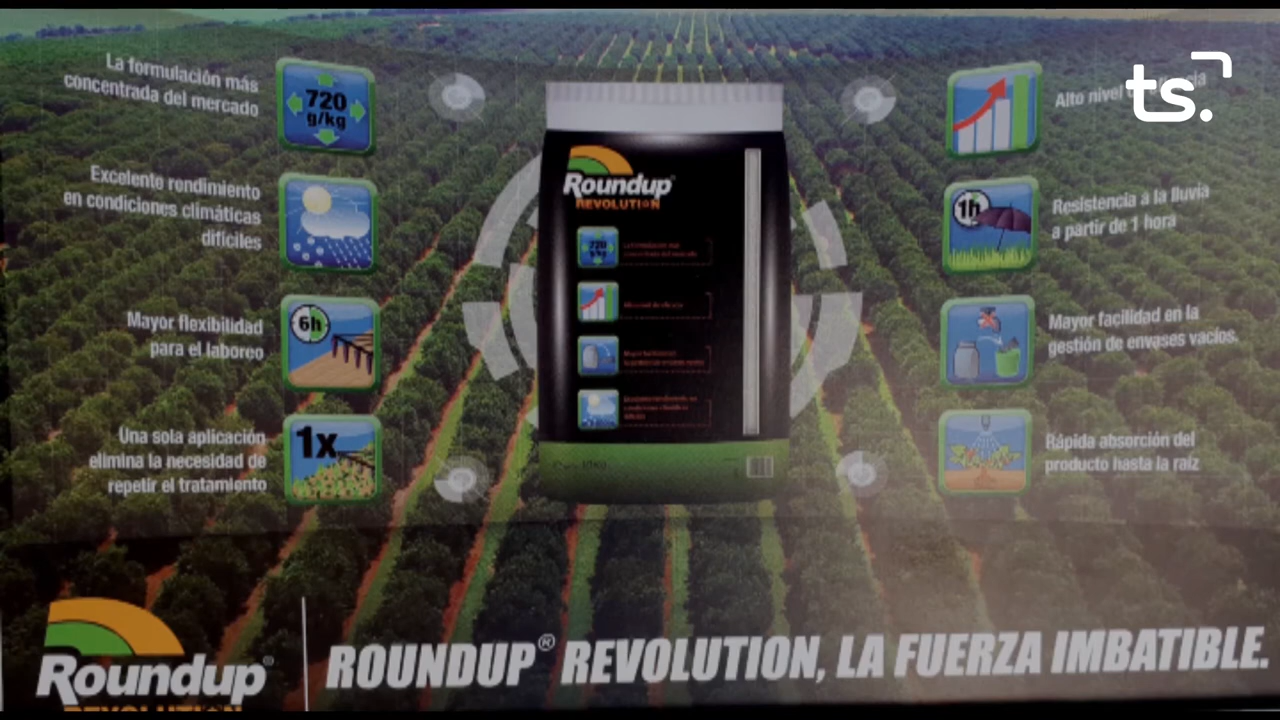 La formulación más
concentrada del mercado
720
g/kg
Excelente rendimiento
en condiciones climáticas
difíciles
Mayor flexibilidad
para el laboreo
6h
Una sola aplicación
elimina la necesidad de
repetir el tratamiento
1x
Roundup®
REVOLUTION
720
g/kg
ts.
Alto nivel
1h
Resistencia a la lluvia
a partir de 1 hora
Mayor facilidad en la
gestión de envases vacíos.
Rápida absorción del
producto hasta la raíz
Roundup®
REVOLUTION
ROUNDUP® REVOLUTION, LA FUERZA IMBATIBLE.